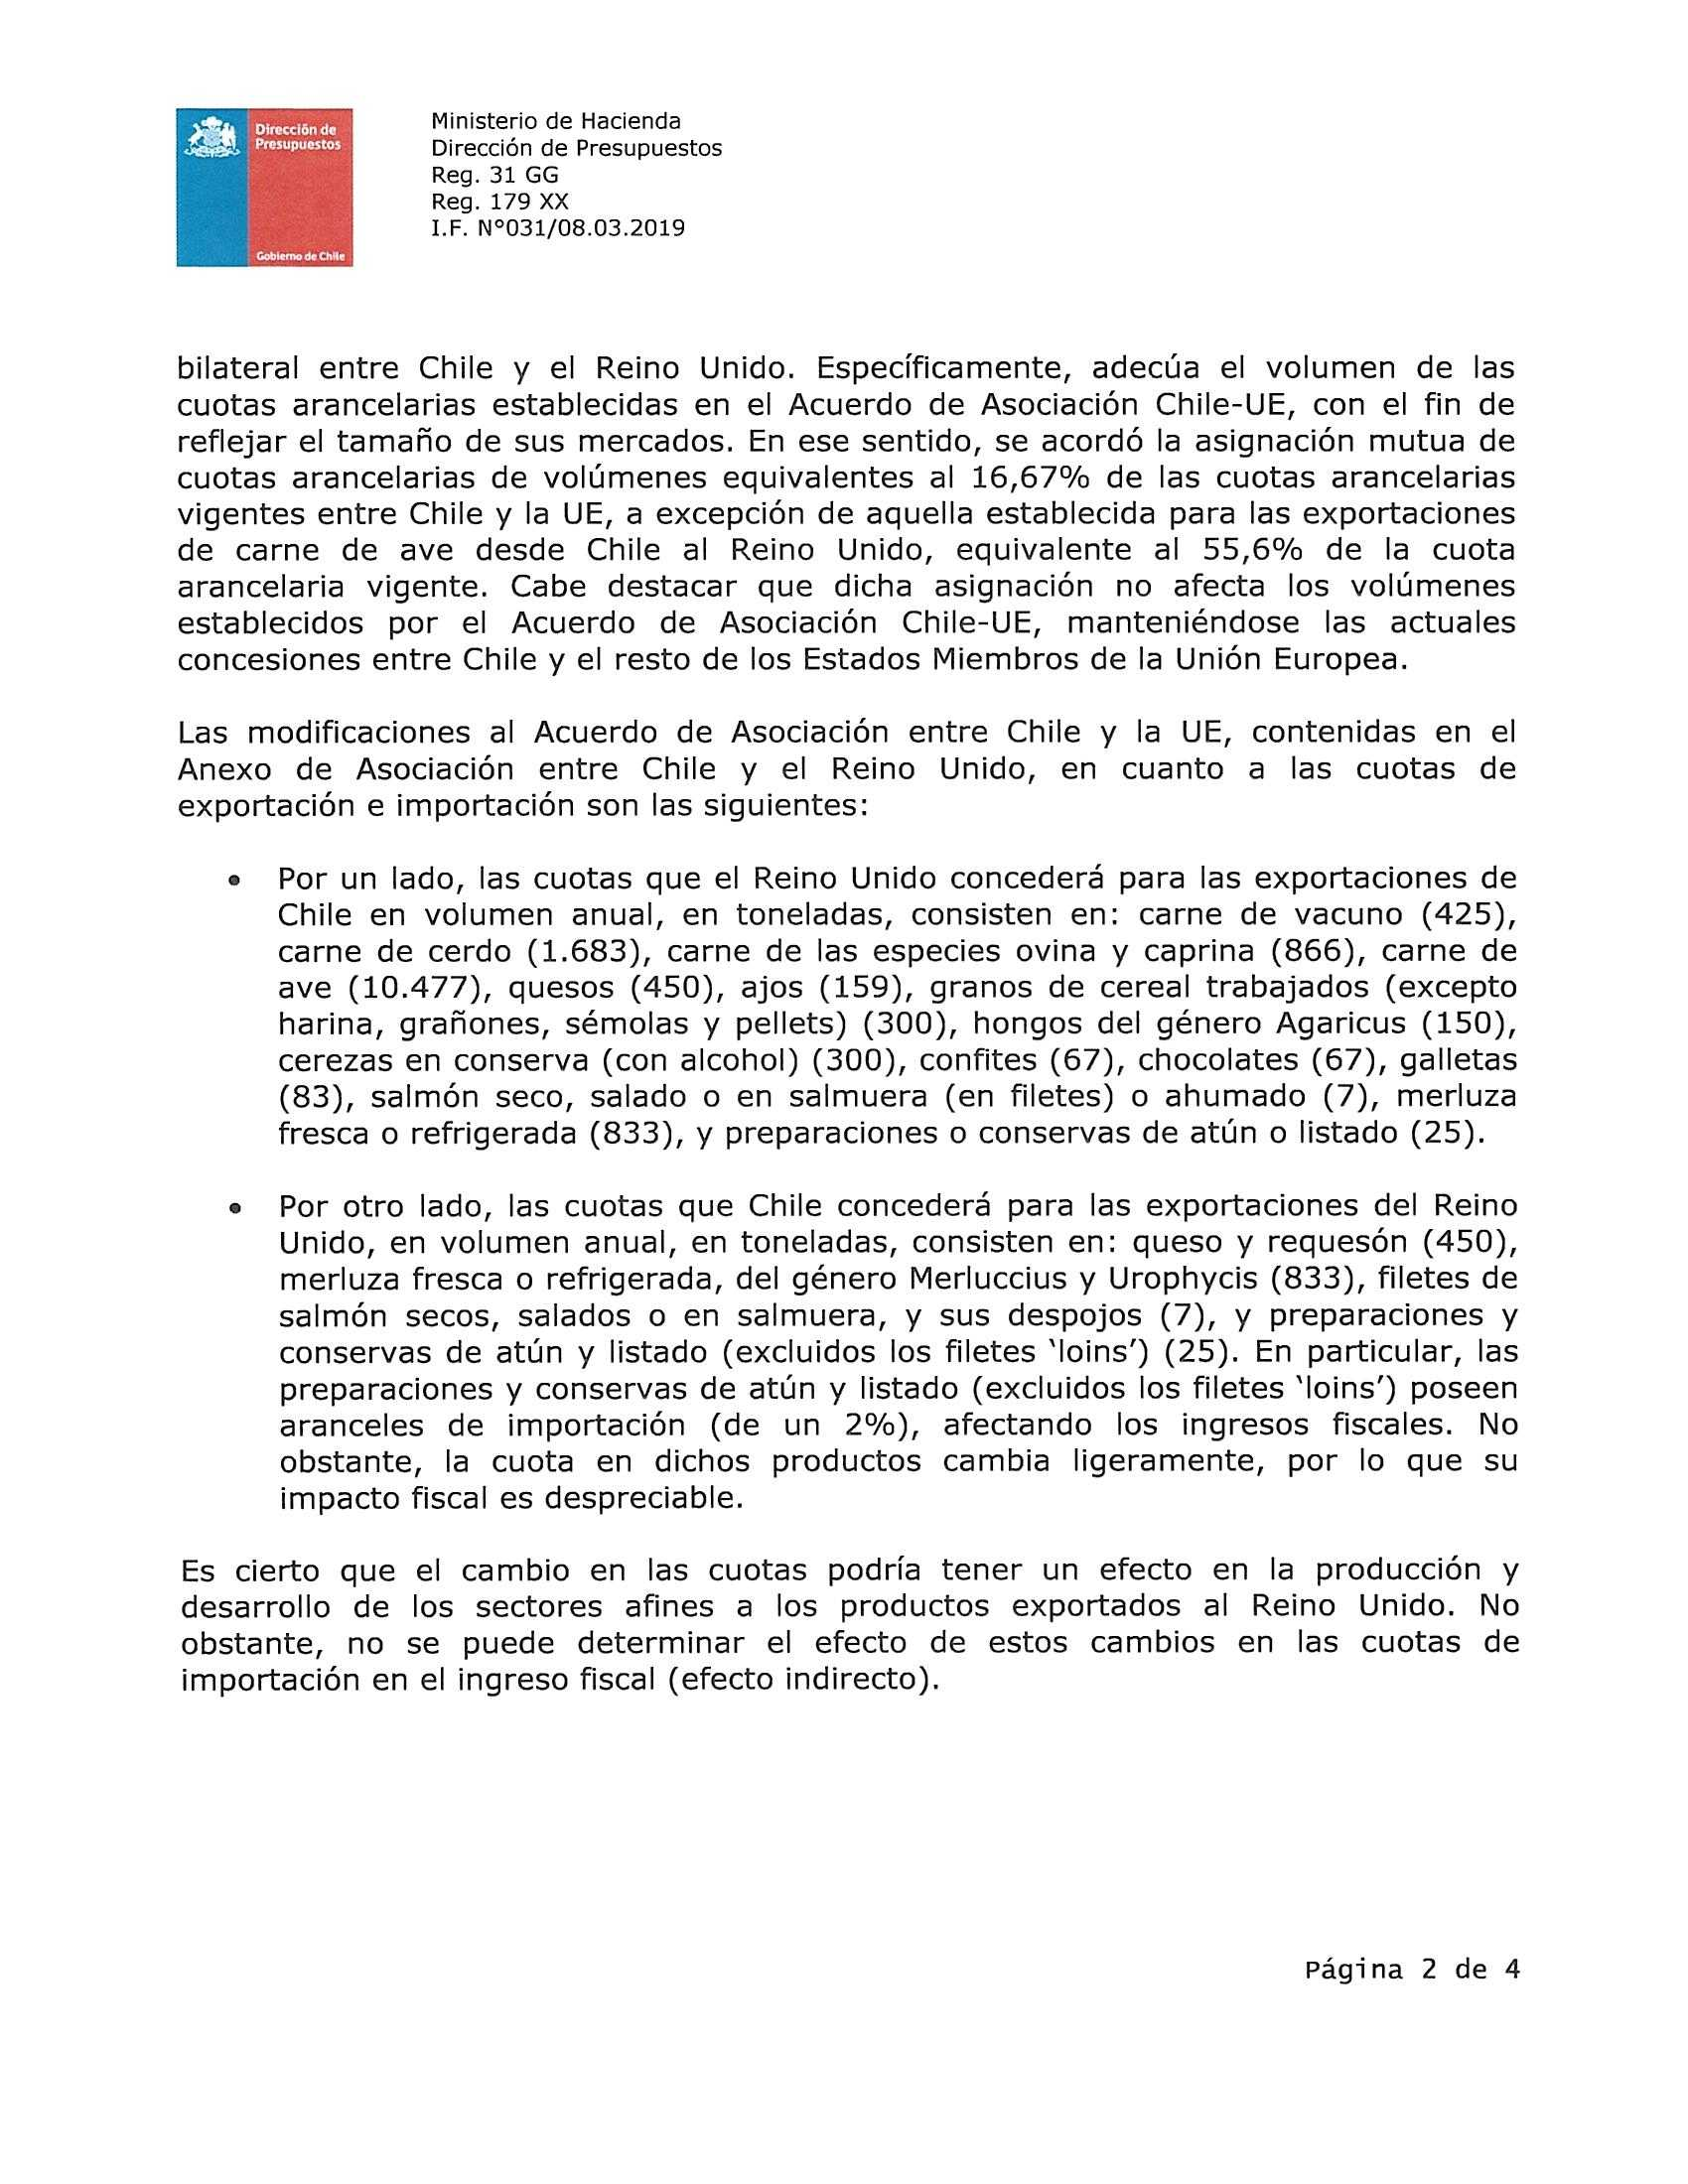 Dirección de
Presupuestos
Gobierno de Chile
Ministerio de Hacienda
Dirección de Presupuestos
Reg. 31 GG
Reg. 179 XX
I.F. N°031/08.03.2019
bilateral entre Chile y el Reino Unido. Específicamente, adecúa el volumen de las
cuotas arancelarias establecidas en el Acuerdo de Asociación Chile-UE, con el fin de
reflejar el tamaño de sus mercados. En ese sentido, se acordó la asignación mutua de
cuotas arancelarias de volúmenes equivalentes al 16,67% de las cuotas arancelarias
vigentes entre Chile y la UE, a excepción de aquella establecida para las exportaciones
de carne de ave desde Chile al Reino Unido, equivalente al 55,6% de la cuota
arancelaria vigente. Cabe destacar que dicha asignación no afecta los volúmenes
establecidos por el Acuerdo de Asociación Chile-UE, manteniéndose las actuales
concesiones entre Chile y el resto de los Estados Miembros de la Unión Europea.
Las modificaciones al Acuerdo de Asociación entre Chile y la UE, contenidas en el
Anexo de Asociación entre Chile y el Reino Unido, en cuanto a las cuotas de
exportación e importación son las siguientes:
• Por un lado, las cuotas que el Reino Unido concederá para las exportaciones de
Chile en volumen anual, en toneladas, consisten en: carne de vacuno (425),
carne de cerdo (1.683), carne de las especies ovina y caprina (866), carne de
ave (10.477), quesos (450), ajos (159), granos de cereal trabajados (excepto
harina, grañones, sémolas y pellets) (300), hongos del género Agaricus (150),
cerezas en conserva (con alcohol) (300), confites (67), chocolates (67), galletas
(83), salmón seco, salado o en salmuera (en filetes) o ahumado (7), merluza
fresca o refrigerada (833), y preparaciones o conservas de atún o listado (25).
• Por otro lado, las cuotas que Chile concederá para las exportaciones del Reino
Unido, en volumen anual, en toneladas, consisten en: queso y requesón (450),
merluza fresca o refrigerada, del género Merluccius y Urophycis (833), filetes de
salmón secos, salados o en salmuera, y sus despojos (7), y preparaciones y
conservas de atún y listado (excluidos los filetes ‘loins’) (25). En particular, las
preparaciones y conservas de atún y listado (excluidos los filetes ‘loins’) poseen
aranceles de importación (de un 2%), afectando los ingresos fiscales. No
obstante, la cuota en dichos productos cambia ligeramente, por lo que su
impacto fiscal es despreciable.
Es cierto que el cambio en las cuotas podría tener un efecto en la producción y
desarrollo de los sectores afines a los productos exportados al Reino Unido. No
obstante, no se puede determinar el efecto de estos cambios en las cuotas de
importación en el ingreso fiscal (efecto indirecto).
Página 2 de 4